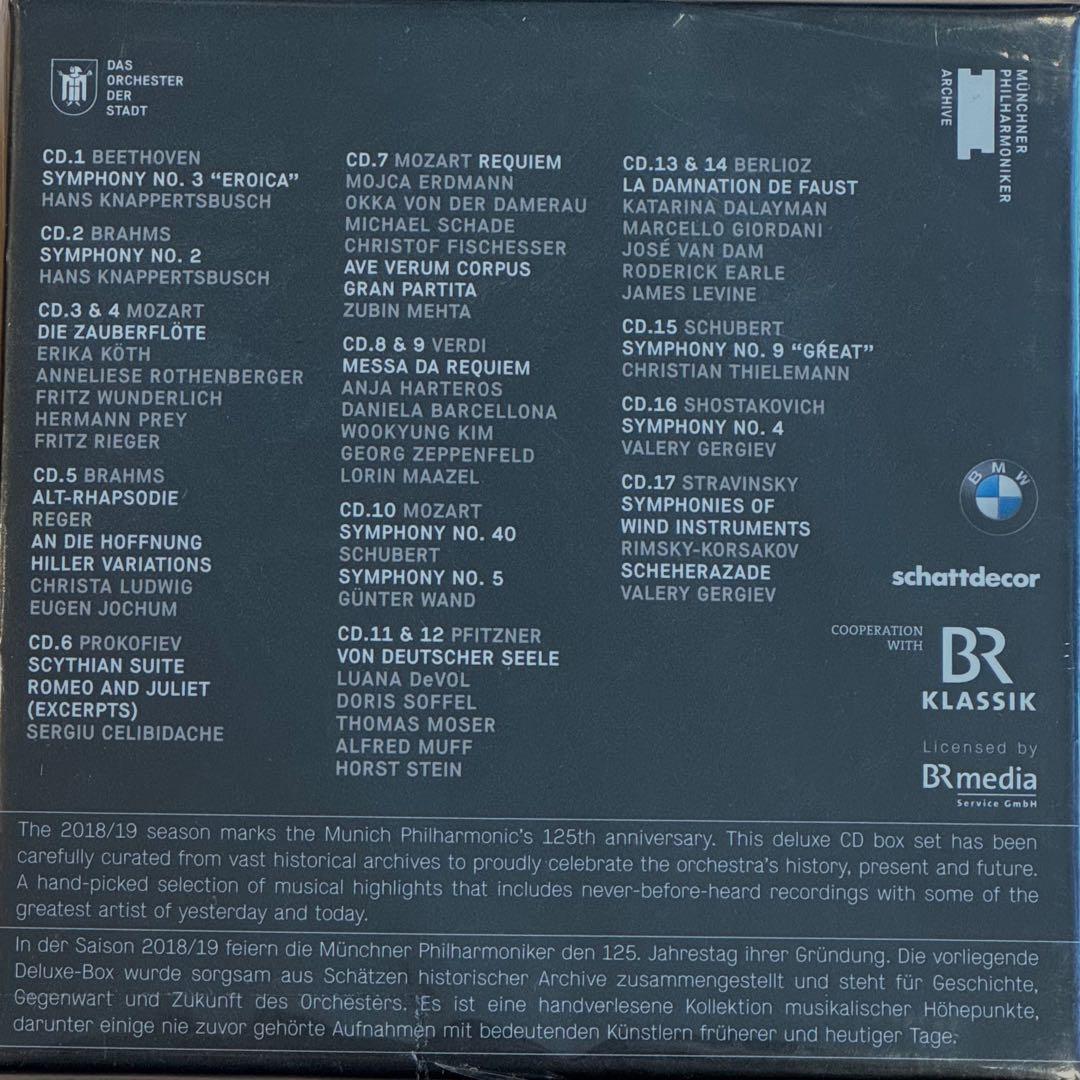 DAS
ORCHESTER
DER
STADT
MÜNCHNER
PHILHARMONIKER
ARCHIVE
CD.1 BEETHOVEN
SYMPHONY NO. 3 “EROICA”
HANS KNAPPERTSBUSCH
CD.2 BRAHMS
SYMPHONY NO. 2
HANS KNAPPERTSBUSCH
CD.3 & 4 MOZART
DIE ZAUBERFLÖTE
ERIKA KÖTH
ANNELIESE ROTHENBERGER
FRITZ WUNDERLICH
HERMANN PREY
FRITZ RIEGER
CD.5 BRAHMS
ALT-RHAPSODIE
REGER
AN DIE HOFFNUNG
HILLER VARIATIONS
CHRISTA LUDWIG
EUGEN JOCHUM
CD.6 PROKOFIEV
SCYTHIAN SUITE
ROMEO AND JULIET
(EXCERPTS)
SERGIU CELIBIDACHE
CD.7 MOZART REQUIEM
MOJCA ERDMANN
OKKA VON DER DAMERAU
MICHAEL SCHADE
CHRISTOF FISCHESSER
AVE VERUM CORPUS
GRAN PARTITA
ZUBIN MEHTA
CD.8 & 9 VERDI
MESSA DA REQUIEM
ANJA HARTEROS
DANIELA BARCELLONA
WOOKYUNG KIM
GEORG ZEPPENFELD
LORIN MAAZEL
CD.10 MOZART
SYMPHONY NO. 40
SCHUBERT
SYMPHONY NO. 5
GÜNTER WAND
CD.11 & 12 PFITZNER
VON DEUTSCHER SEELE
LUANA DeVOL
DORIS SOFFEL
THOMAS MOSER
ALFRED MUFF
HORST STEIN
CD.13 & 14 BERLIOZ
LA DAMNATION DE FAUST
KATARINA DALAYMAN
MARCELLO GIORDANI
JOSÉ VAN DAM
RODERICK EARLE
JAMES LEVINE
CD.15 SCHUBERT
SYMPHONY NO. 9 “GREAT”
CHRISTIAN THIELEMANN
CD.16 SHOSTAKOVICH
SYMPHONY NO. 4
VALERY GERGIEV
CD.17 STRAVINSKY
SYMPHONIES OF
WIND INSTRUMENTS
RIMSKY-KORSAKOV
SCHEHERAZADE
VALERY GERGIEV
BMW
schattdecor
COOPERATION
WITH
BR
KLASSIK
Licensed by
BRmedia
Service GmbH
The 2018/19 season marks the Munich Philharmonic's 125th anniversary. This deluxe CD box set has been
carefully curated from vast historical archives to proudly celebrate the orchestra's history, present and future.
A hand-picked selection of musical highlights that includes never-before-heard recordings with some of the
greatest artist of yesterday and today.
In der Saison 2018/19 feiern die Münchner Philharmoniker den 125. Jahrestag ihrer Gründung. Die vorliegende
Deluxe-Box wurde sorgsam aus Schätzen historischer Archive zusammengestellt und steht für Geschichte,
Gegenwart und Zukunft des Orchesters. Es ist eine handverlesene Kollektion musikalischer Höhepunkte,
darunter einige nie zuvor gehörte Aufnahmen mit bedeutenden Künstlern früherer und heutiger Tage.